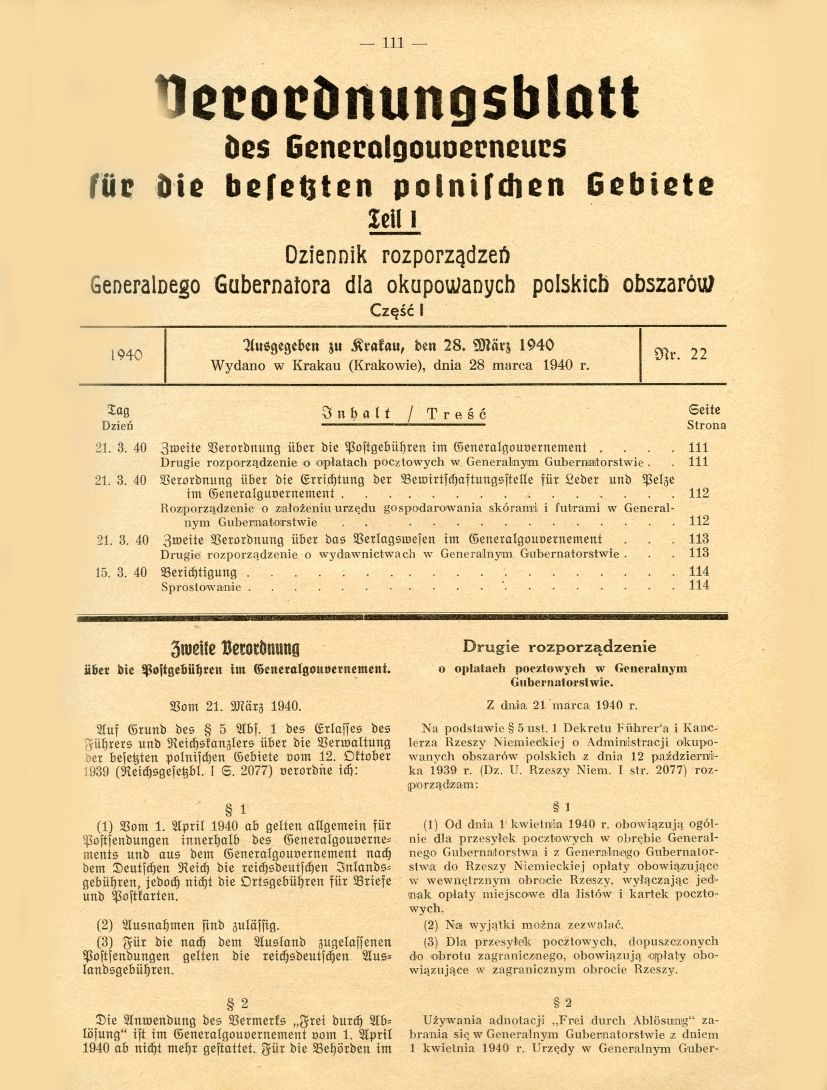 — 111 —
Verordnungsblatt
des Generalgouverneurs
für die besetzten polnischen Gebiete
Teil I
Dziennik rozporządzeń
Generalnego Gubernatora dla okupowanych polskich obszarów
Część I
1940
Ausgegeben zu Krakau, den 28. März 1940
Wydano w Krakau (Krakowie), dnia 28 marca 1940 r.
Nr. 22
Tag
Dzień
Inhalt / Treść
Seite
Strona
21. 3. 40 Zweite Verordnung über die Postgebühren im Generalgouvernement . . . . 111
Drugie rozporządzenie o opłatach pocztowych w Generalnym Gubernatorstwie . . 111
21. 3. 40 Verordnung über die Errichtung der Bewirtschaftungsstelle für Leder und Pelze
im Generalguvernement . . . . . . . . . . . . . 112
Rozporządzenie o założeniu urzędu gospodarowania skórami i futrami w General-
nym Gubernatorstwie . . . . . . . . . . . . . 112
21. 3. 40 Zweite Verordnung über das Verlagswesen im Generalgouvernement . . . 113
Drugie rozporządzenie o wydawnictwach w Generalnym Gubernatorstwie . . . 113
15. 3. 40 Berichtigung . . . . . . . . . . . . . . . . 114
Sprostowanie . . . . . . . . . . . . . . . . 114
Zweite Verordnung
über die Postgebühren im Generalgouvernement.
Vom 21. März 1940.
Auf Grund des § 5 Abs. 1 des Erlasses des
Führers und Reichskanzlers über die Verwaltung
der besetzten polnischen Gebiete vom 12. Oktober
1939 (Reichsgesetzbl. I S. 2077) verordne ich:
§ 1
(1) Vom 1. April 1940 ab gelten allgemein für
Postsendungen innerhalb des Generalgouverne-
ments und aus dem Generalgouvernement nach
dem Deutschen Reich die reichsdeutschen Inlands-
gebühren, jedoch nicht die Ortsgebühren für Briefe
und Postkarten.
(2) Ausnahmen sind zulässig.
(3) Für die nach dem Ausland zugelassenen
Postsendungen gelten die reichsdeutschen Aus-
landsgebühren.
§ 2
Die Anwendung des Vermerks „Frei durch Ab-
lösung“ ist im Generalgouvernement vom 1. April
1940 ab nicht mehr gestattet. Für die Behörden im
Drugie rozporządzenie
o opłatach pocztowych w Generalnym
Gubernatorstwie.
Z dnia 21 marca 1940 r.
Na podstawie § 5 ust. 1 Dekretu Führer'a i Kanc-
lerza Rzeszy Niemieckiej o Administracji okupo-
wanych obszarów polskich z dnia 12 październi-
ka 1939 r. (Dz. U. Rzeszy Niem. I str. 2077) roz-
porządzam:
§ 1
(1) Od dnia 1 kwietnia 1940 r. obowiązują ogól-
nie dla przesyłek pocztowych w obrębie General-
nego Gubernatorstwa i z Generalnego Gubernator-
stwa do Rzeszy Niemieckiej opłaty obowiązujące
w wewnętrznym obrocie Rzeszy, wyłączając jed-
nak opłaty miejscowe dla listów i kartek poczto-
wych.
(2) Na wyjątki można zezwalać.
(3) Dla przesyłek pocztowych, dopuszczonych
do obrotu zagranicznego, obowiązują opłaty obo-
wiązujące w zagranicznym obrocie Rzeszy.
§ 2
Używania adnotacji „Frei durch Ablösung“ za-
brania się w Generalnym Gubernatorstwie z dniem
1 kwietnia 1940 r. Urzędy w Generalnym Guber-